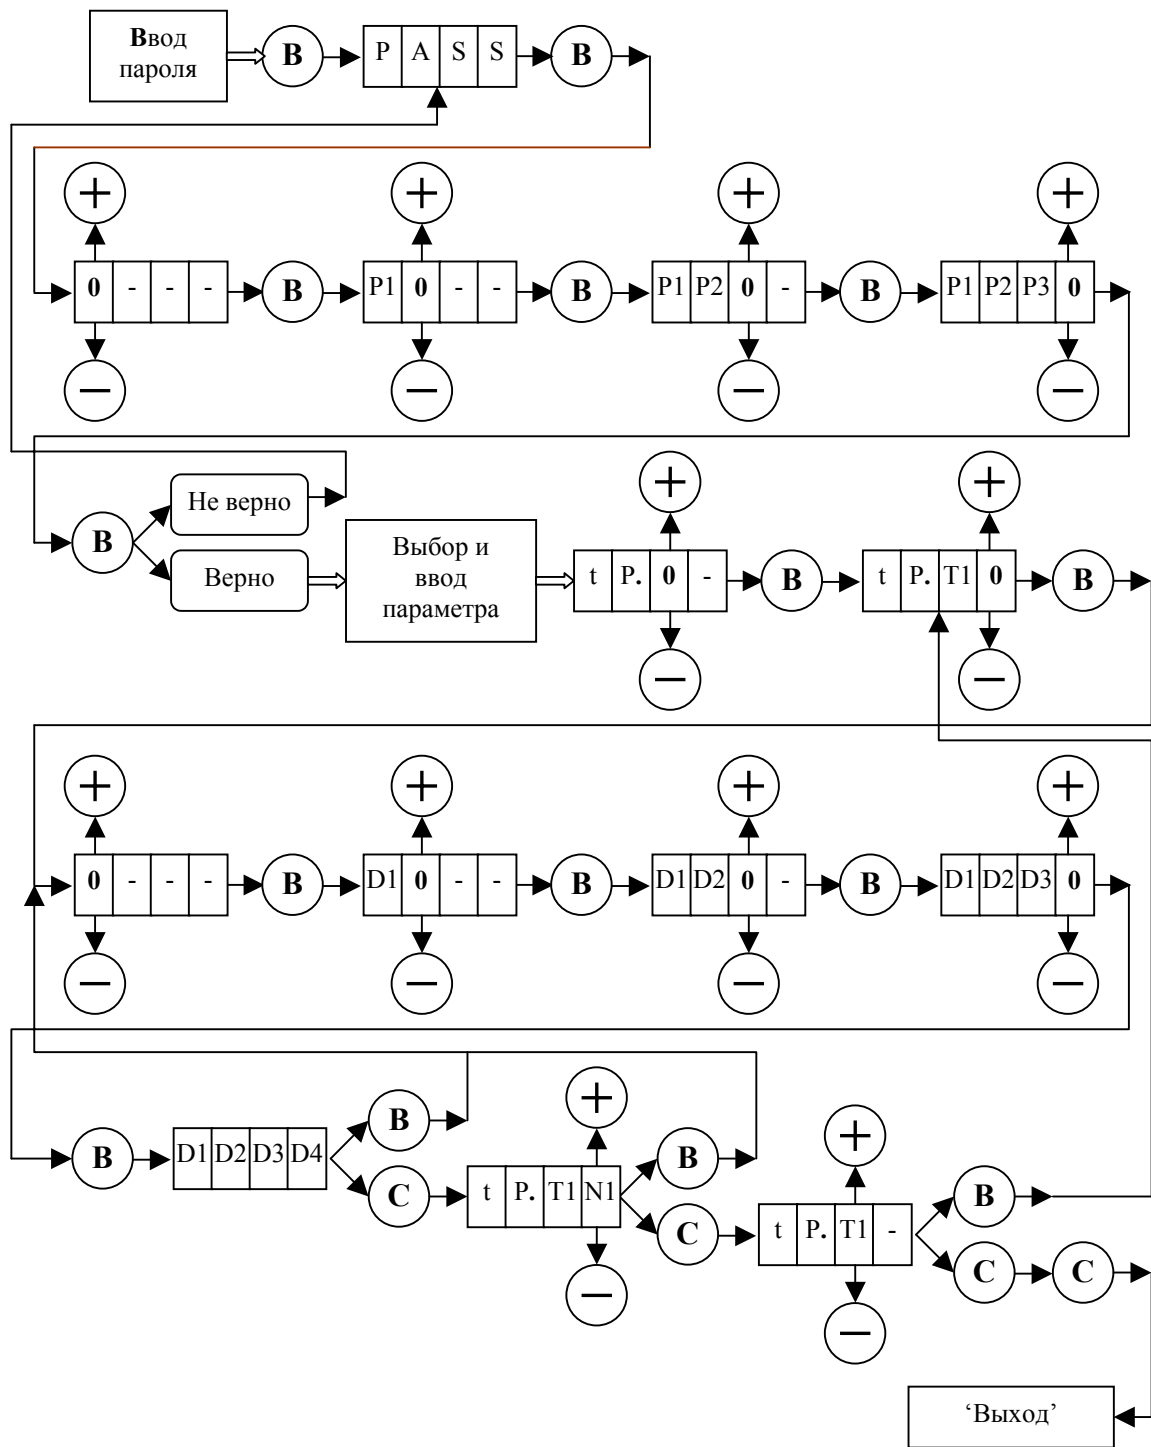 Ввод
пароля
В
P A S S
В
+ + + +
0 - - -
В
P1 0 - -
В
P1 P2 0 -
В
P1 P2 P3 0
− − − −
В
Не верно
Верно
Выбор и
ввод
параметра
+ +
t P. 0 -
В
t P. T1 0
В
− −
+ + + +
0 - - -
В
D1 0 - -
В
D1 D2 0 -
В
D1 D2 D3 0
− − − −
В
D1 D2 D3 D4
В
С
+
t P. T1 N1
−
В
С
+
t P. T1 -
−
В
С
С
‘Выход’